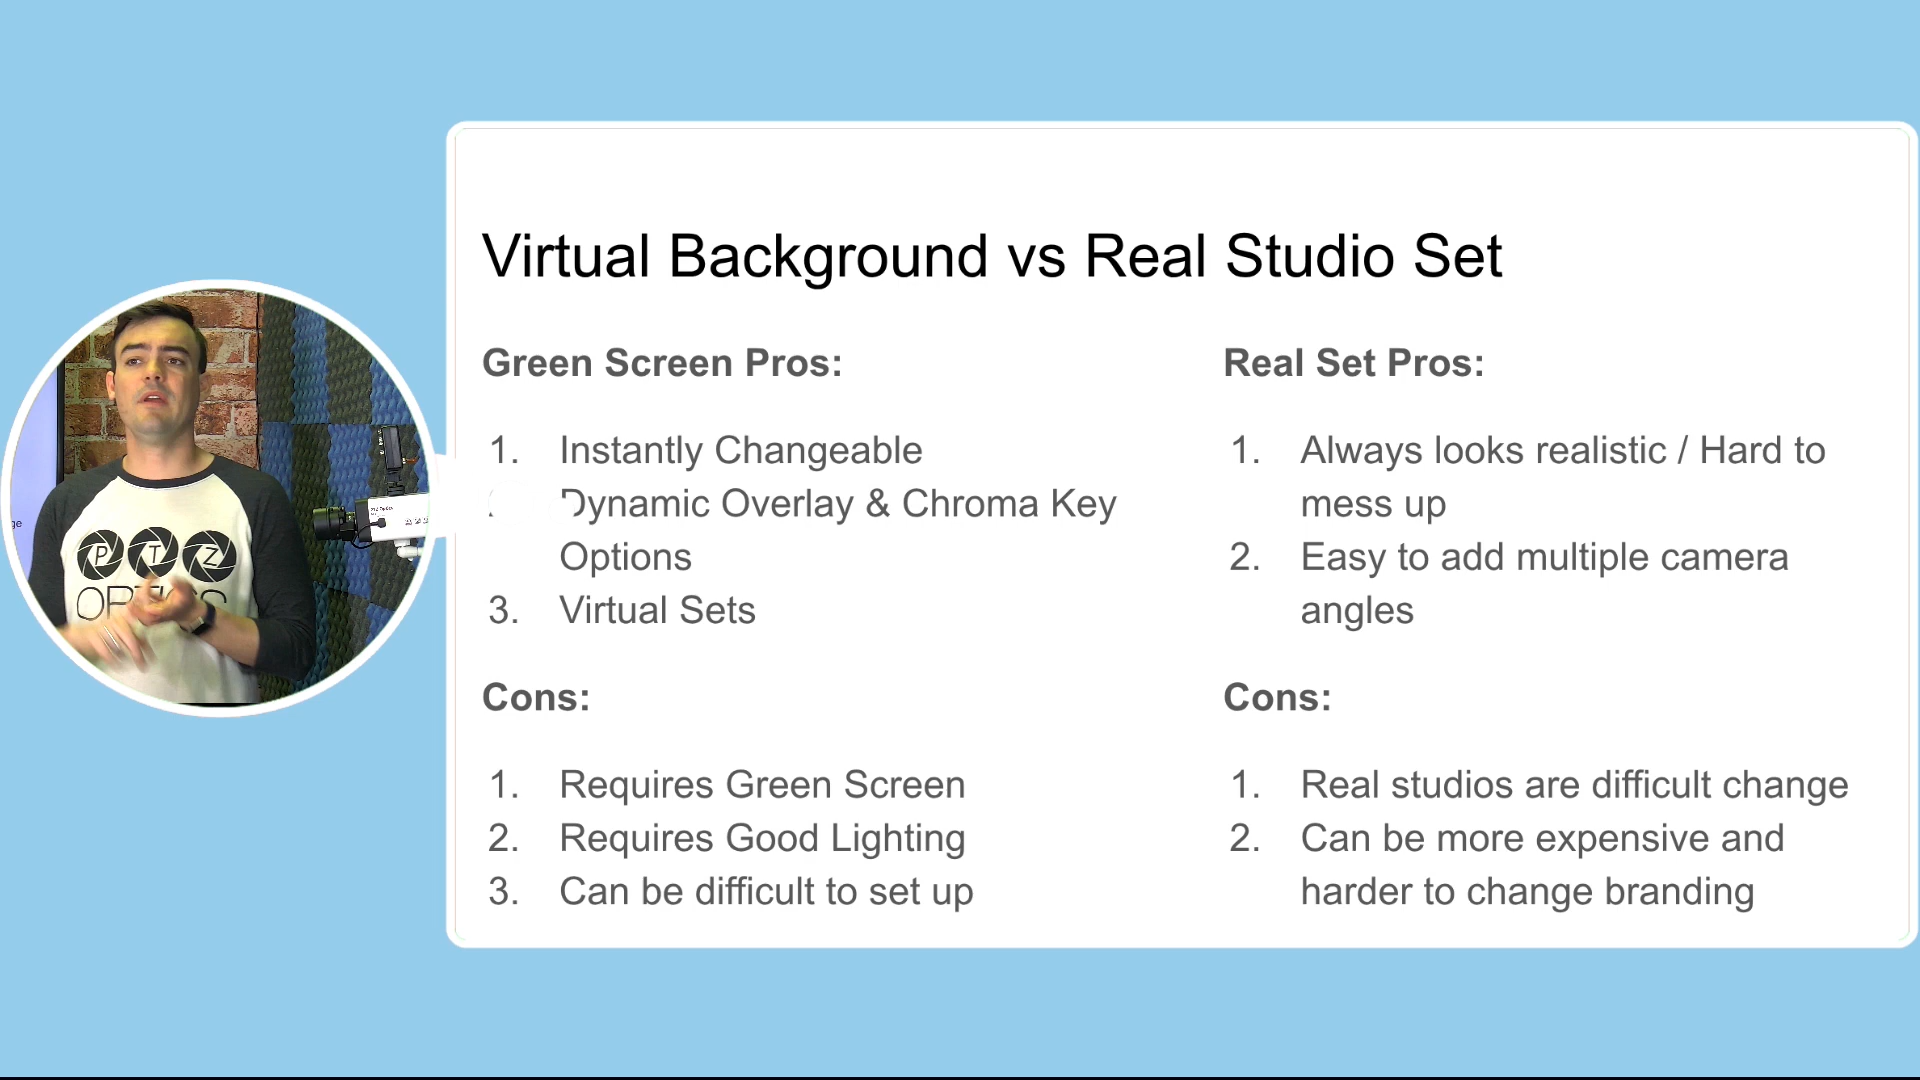 Virtual Background vs Real Studio Set
Green Screen Pros:
1. Instantly Changeable
Dynamic Overlay & Chroma Key
Options
3. Virtual Sets
Cons:
1. Requires Green Screen
2. Requires Good Lighting
3. Can be difficult to set up
Real Set Pros:
1. Always looks realistic / Hard to
mess up
2. Easy to add multiple camera
angles
Cons:
1. Real studios are difficult change
2. Can be more expensive and
harder to change branding
PTZ